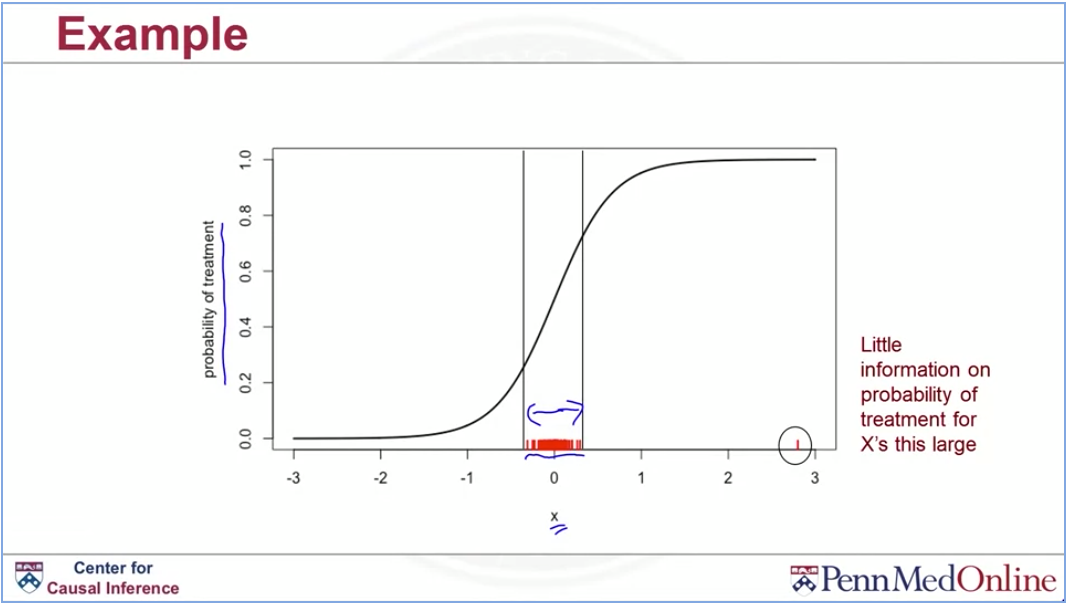 Example
probability of treatment
1.0
0.8
0.6
0.4
0.2
0.0
-3
-2
-1
0
1
2
3
x
Little
information on
probability of
treatment for
X's this large
Center for
Causal Inference
PennMedOnline